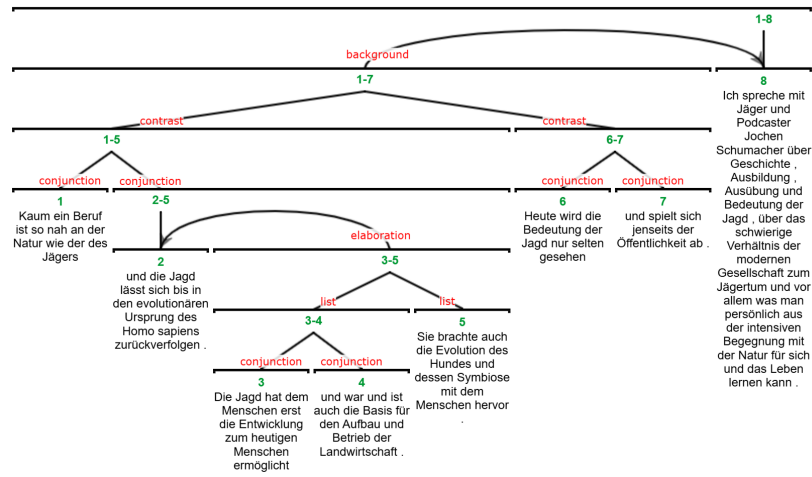 1-8
background
1-7
8
Ich spreche mit
Jäger und
Podcaster
Jochen
Schumacher über
Geschichte ,
Ausbildung ,
Ausübung und
Bedeutung der
Jagd , über das
schwierige
Verhältnis der
modernen
Gesellschaft zum
Jägertum und vor
allem was man
persönlich aus
der intensiven
Begegnung mit
der Natur für sich
und das Leben
lernen kann .
contrast
contrast
1-5
6-7
conjunction
conjunction
conjunction
conjunction
1
Kaum ein Beruf
ist so nah an der
Natur wie der des
Jägers
2-5
6
Heute wird die
Bedeutung der
Jagd nur selten
gesehen
7
und spielt sich
jenseits der
Öffentlichkeit ab .
elaboration
2
und die Jagd
lässt sich bis in
den evolutionären
Ursprung des
Homo sapiens
zurückverfolgen .
3-5
list
list
3-4
5
Sie brachte auch
die Evolution des
Hundes und
dessen Symbiose
mit dem
Menschen hervor
.
conjunction
conjunction
3
Die Jagd hat dem
Menschen erst
die Entwicklung
zum heutigen
Menschen
ermöglicht
4
und war und ist
auch die Basis für
den Aufbau und
Betrieb der
Landwirtschaft .